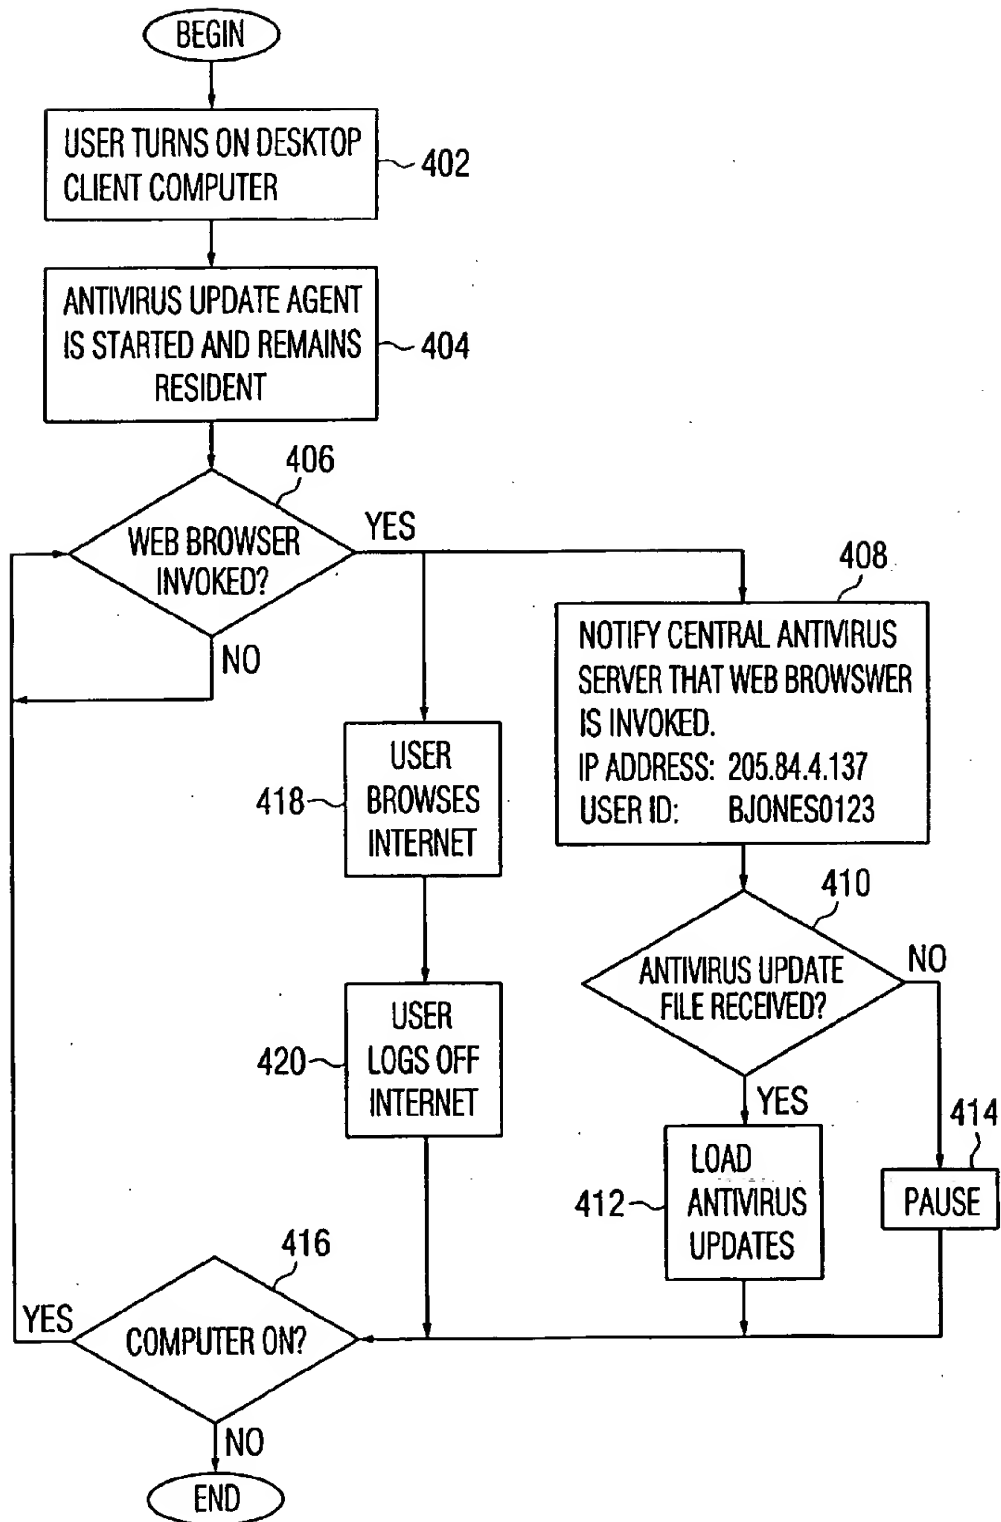 BEGIN
USER TURNS ON DESKTOP
CLIENT COMPUTER
402
ANTIVIRUS UPDATE AGENT
IS STARTED AND REMAINS
RESIDENT
404
406
WEB BROWSER
INVOKED?
YES
NO
408
NOTIFY CENTRAL ANTIVIRUS
SERVER THAT WEB BROWSWER
IS INVOKED.
IP ADDRESS: 205.84.4.137
USER ID: BJONES0123
418
USER
BROWSES
INTERNET
410
ANTIVIRUS UPDATE
FILE RECEIVED?
NO
YES
420
USER
LOGS OFF
INTERNET
412
LOAD
ANTIVIRUS
UPDATES
414
PAUSE
416
COMPUTER ON?
YES
NO
END